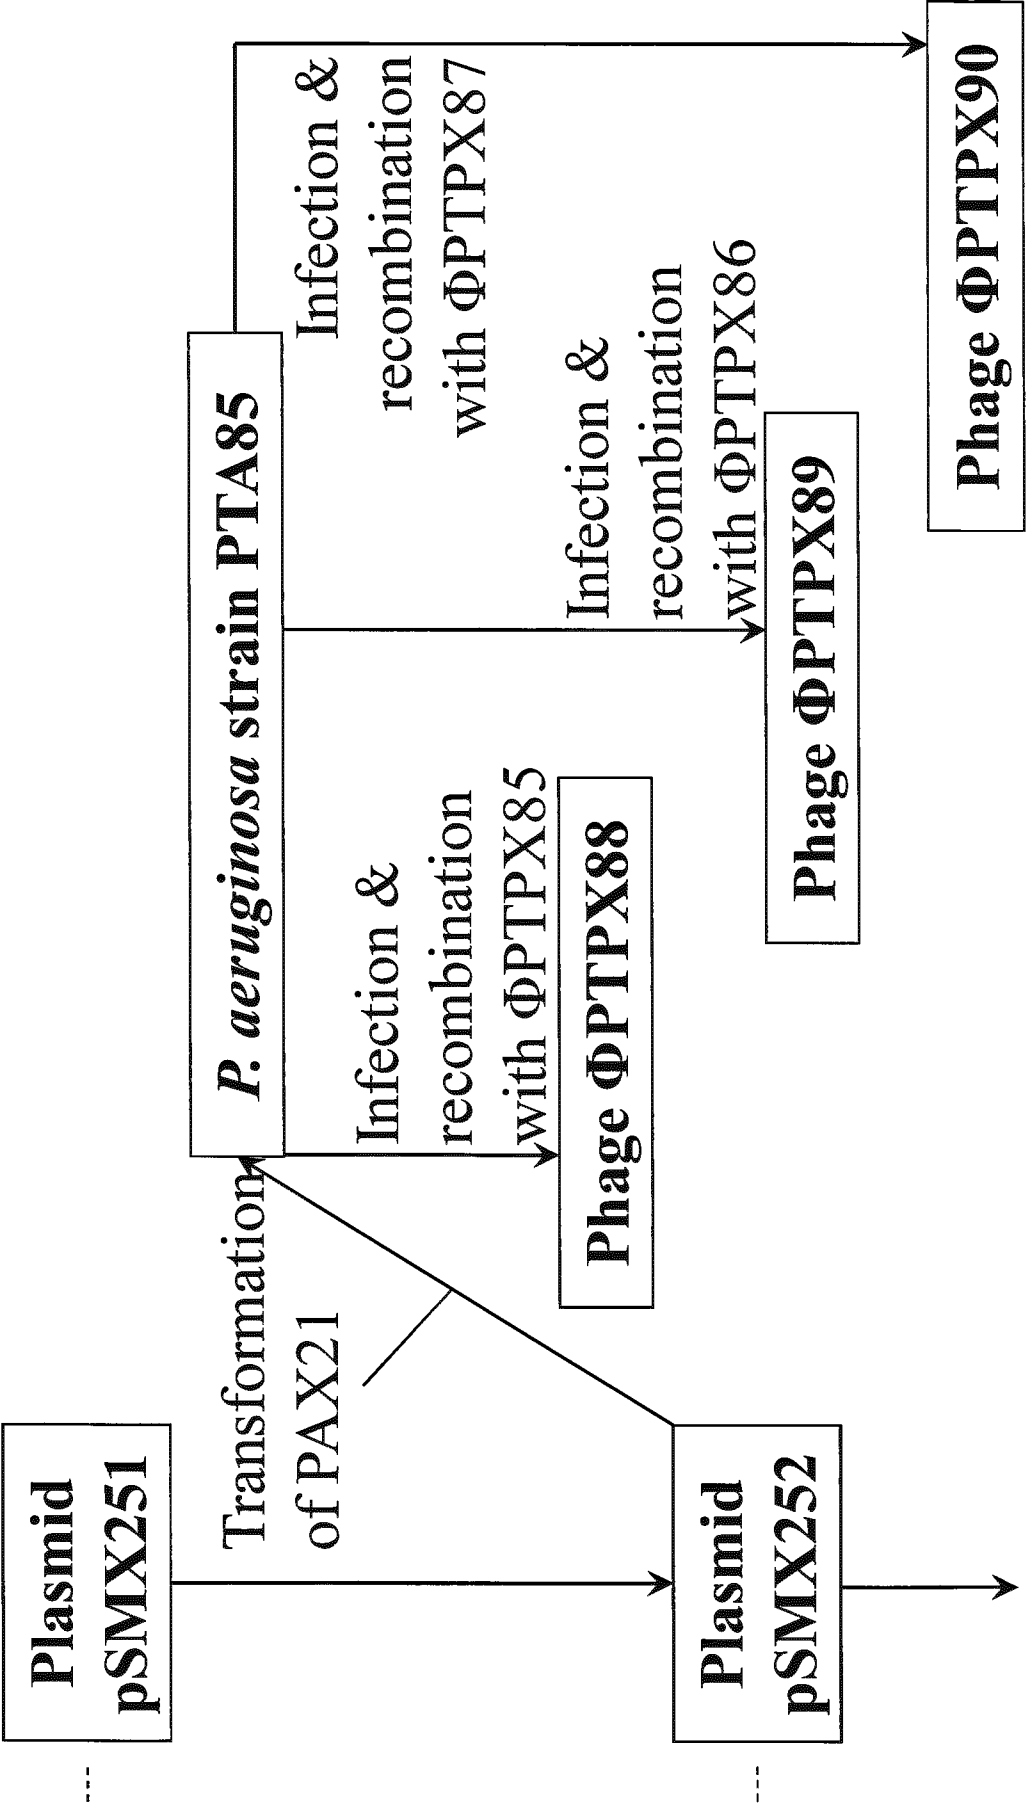 Plasmid
pSMX251
Transformation
of PAX21
P. aeruginosa strain PTA85
Infection &
recombination
with ΦPTPX85
Phage ΦPTPX88
Infection &
recombination
with ΦPTPX86
Phage ΦPTPX89
Infection &
recombination
with ΦPTPX87
Phage ΦPTPX90
Plasmid
pSMX252